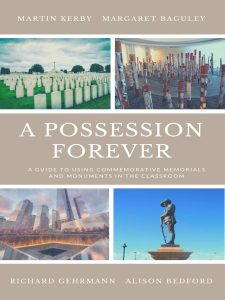 MARTIN KERBY MARGARET BAGULEY
A POSSESSION
FOREVER
A GUIDE TO USING COMMEMORATIVE MEMORIALS
AND MONUMENTS IN THE CLASSROOM
RICHARD GEHRMANN ALISON BEDFORD